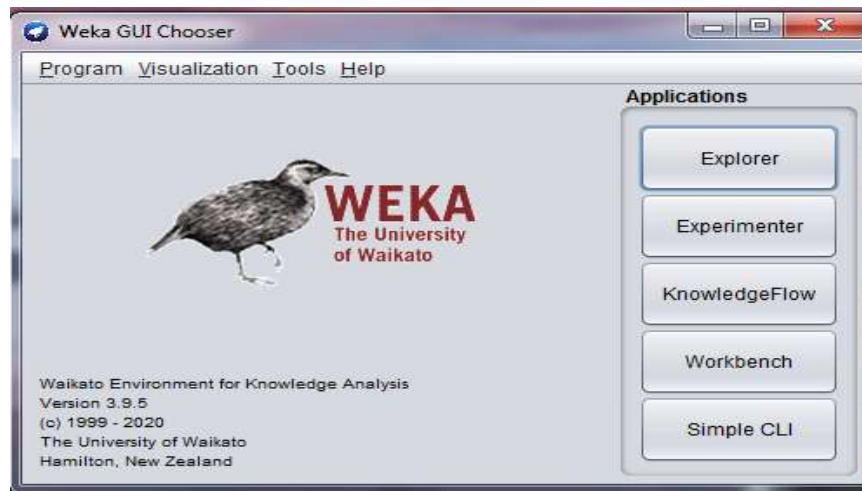 Weka GUI Chooser
Program Visualization Tools Help
Applications
Explorer
Experimenter
KnowledgeFlow
Workbench
Simple CLI
WEKA
The University
of Waikato
Waikato Environment for Knowledge Analysis
Version 3.9.5
(c) 1999 - 2020
The University of Waikato
Hamilton, New Zealand